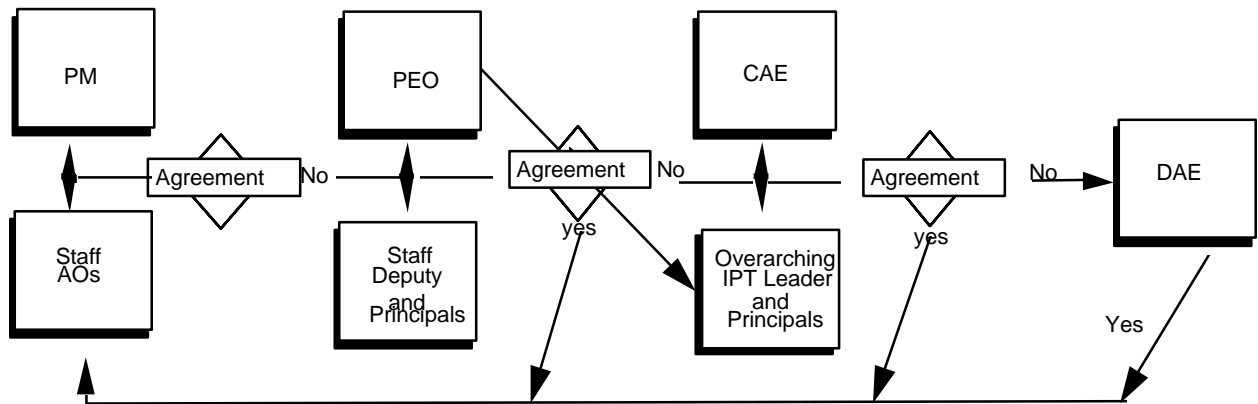 PM
PEO
CAE
Agreement
No
Agreement
No
Agreement
No
DAE
Staff
AOs
Staff
Deputy
and
Principals
yes
Overarching
IPT Leader
and
Principals
yes
Yes